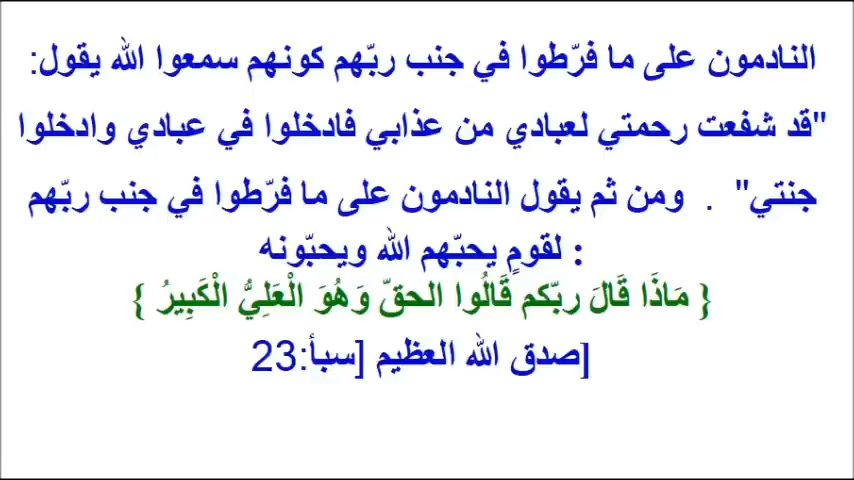 النادمون على ما فرّطوا في جنب ربّهم كونهم سمعوا الله يقول:
"قد شفعت رحمتي لعبادي من عذابي فادخلوا في عبادي وادخلوا
جنتي" . ومن ثم يقول النادمون على ما فرّطوا في جنب ربّهم
: لقومٍ يحبّهم الله ويحبّونه
{ مَاذَا قَالَ ربّكم قَالُوا الحقّ وَهُوَ الْعَلِيُّ الْكَبِيرُ }
[صدق الله العظيم [سبأ:23